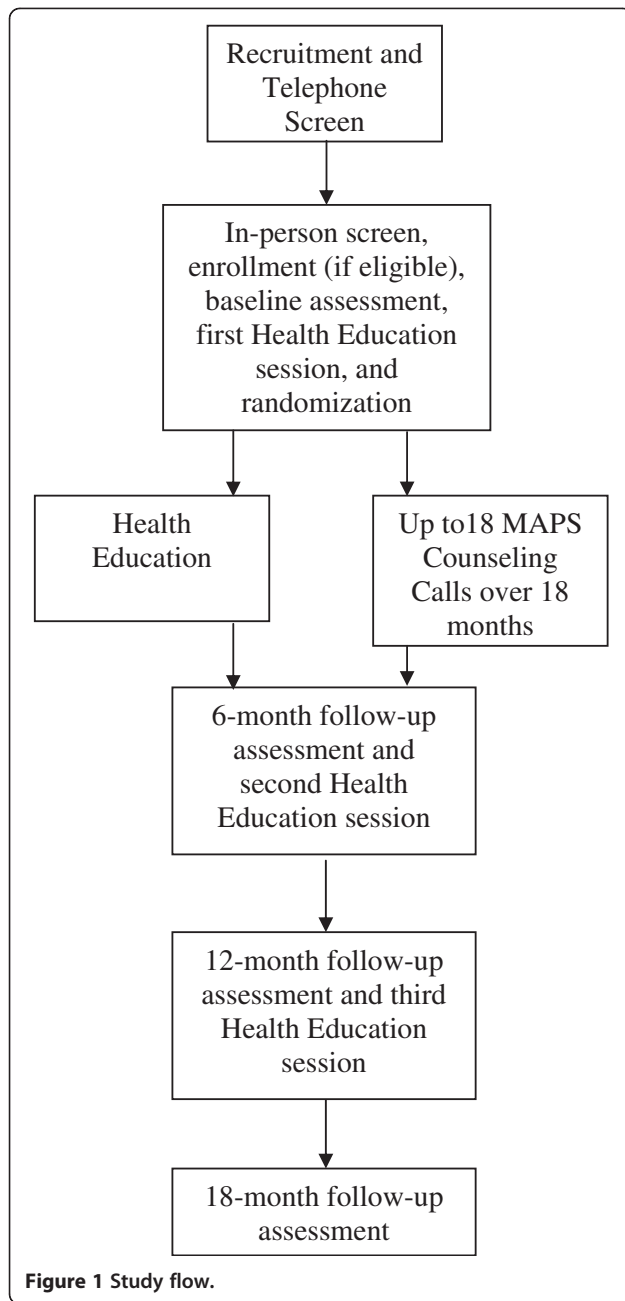 Recruitment and
Telephone
Screen
In-person screen,
enrollment (if eligible),
baseline assessment,
first Health Education
session, and
randomization
Health
Education
Up to18 MAPS
Counseling
Calls over 18
months
6-month follow-up
assessment and
second Health
Education session
12-month follow-up
assessment and third
Health Education
session
18-month follow-up
assessment
Figure 1 Study flow.